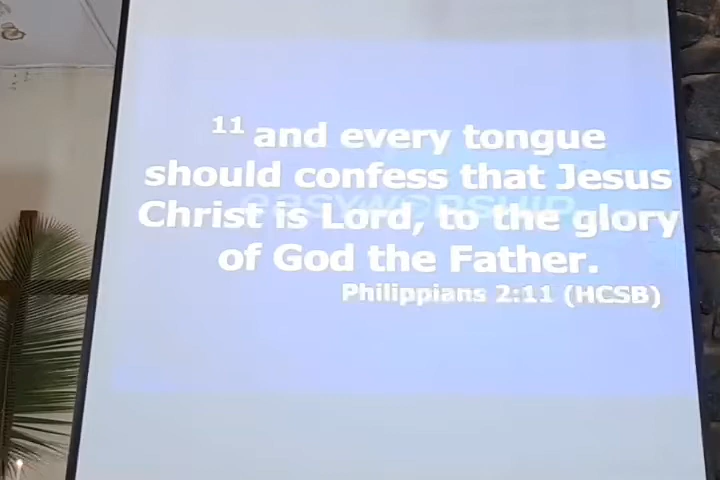 11 and every tongue
should confess that Jesus
Christ is Lord, to the glory
of God the Father.
Philippians 2:11 (HCSB)
EASYWORSHIP